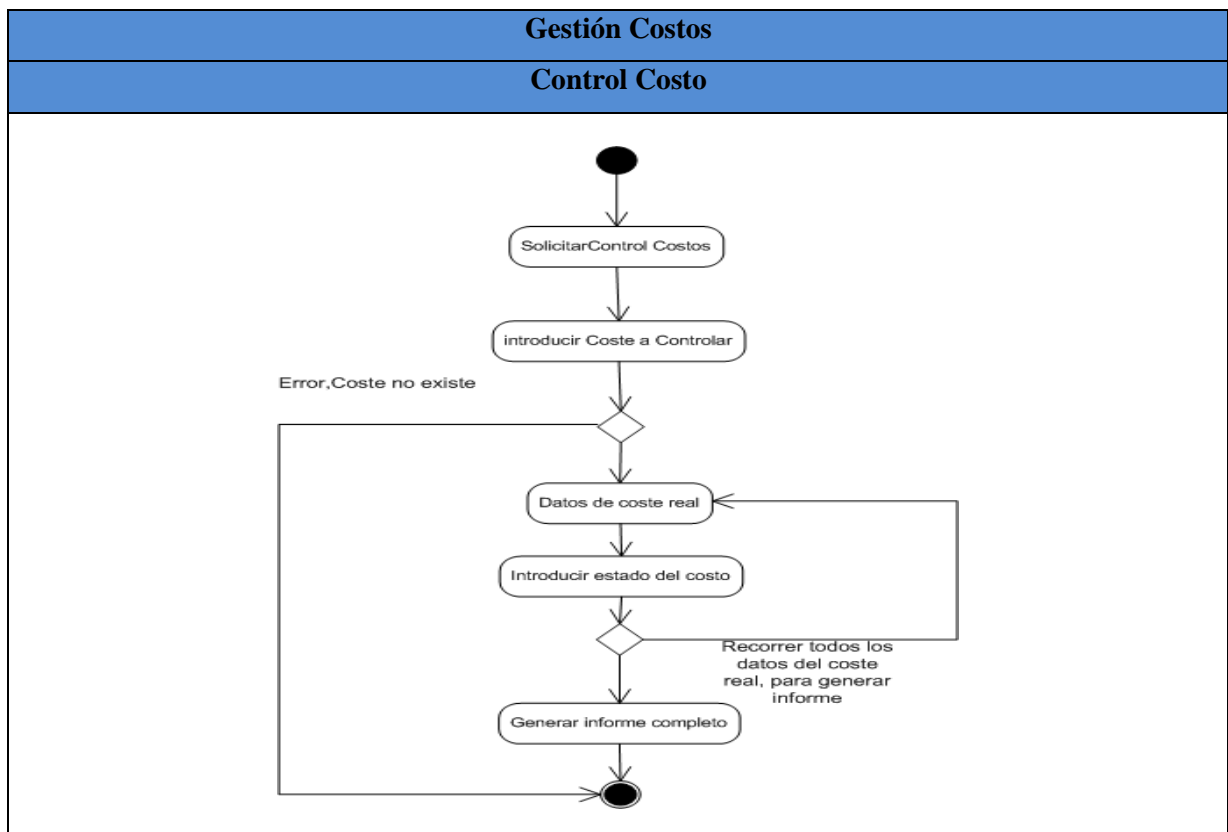 Gestión Costos
Control Costo
SolicitarControl Costos
introducir Coste a Controlar
Error,Coste no existe
Datos de coste real
Introducir estado del costo
Recorrer todos los
datos del coste
real, para generar
informe
Generar informe completo